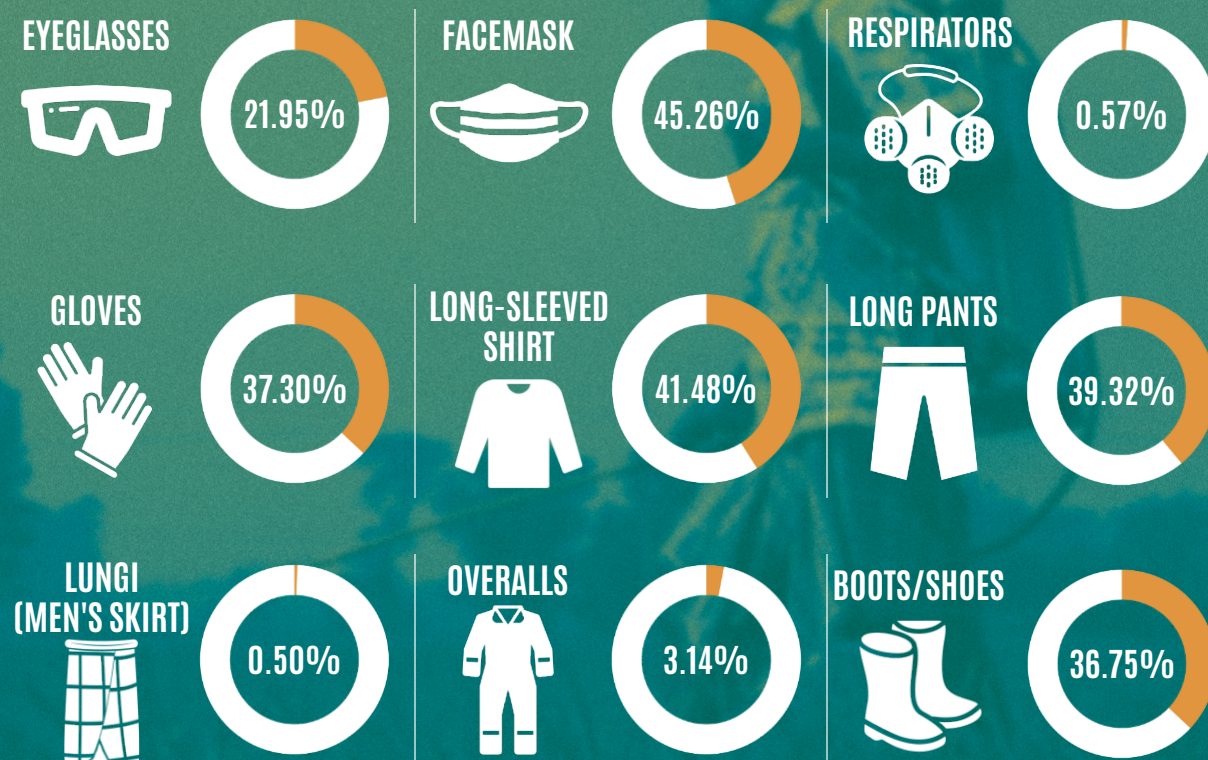 EYEGLASSES
21.95%
FACEMASK
45.26%
RESPIRATORS
0.57%
GLOVES
37.30%
LONG-SLEEVED
SHIRT
41.48%
LONG PANTS
39.32%
LUNGI
(MEN'S SKIRT)
0.50%
OVERALLS
3.14%
BOOTS/SHOES
36.75%